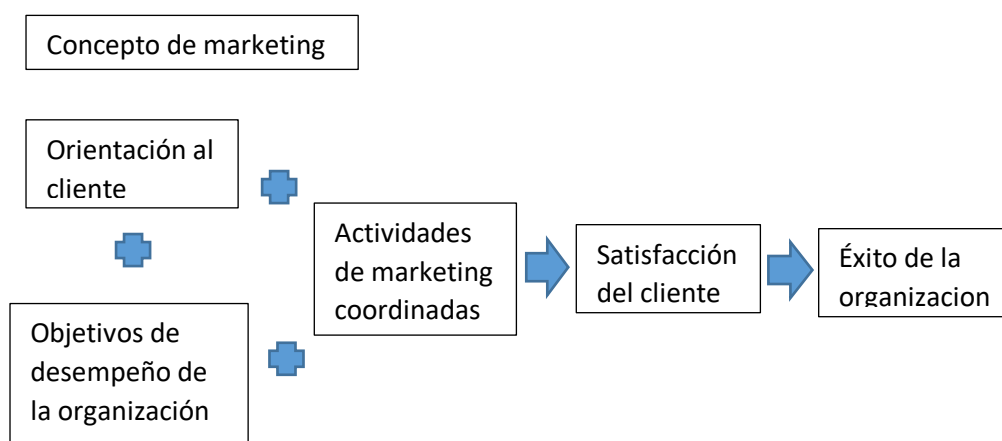 Concepto de marketing
Orientación al
cliente
Objetivos de
desempeño de
la organización
Actividades
de marketing
coordinadas
Satisfacción
del cliente
Éxito de la
organizacion